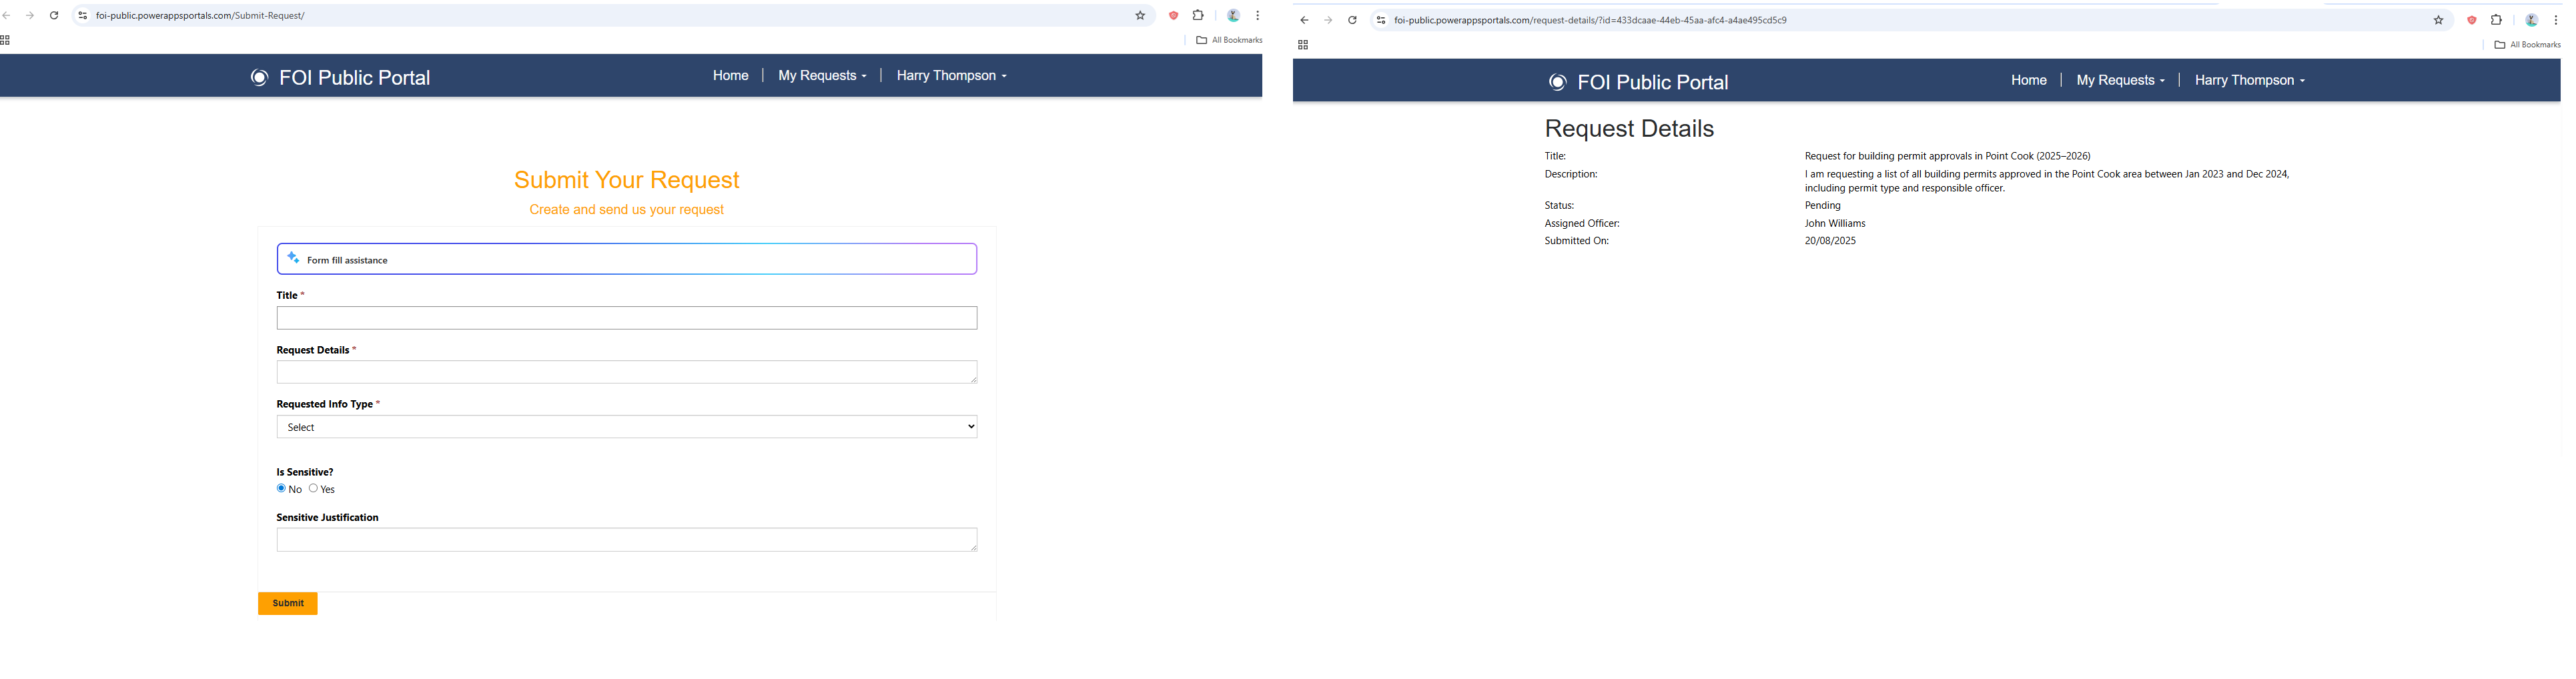 foi-public.powerappsportals.com/Submit-Request/
All Bookmarks
FOI Public Portal
Home
My Requests
Harry Thompson
Submit Your Request
Create and send us your request
Form fill assistance
Title *
Request Details *
Requested Info Type *
Select
Is Sensitive?
No Yes
Sensitive Justification
Submit
foi-public.powerappsportals.com/request-details/?id=433dcaae-44eb-45aa-afc4-a4ae495cd5c9
All Bookmarks
FOI Public Portal
Home
My Requests
Harry Thompson
Request Details
Title: Request for building permit approvals in Point Cook (2025–2026)
Description: I am requesting a list of all building permits approved in the Point Cook area between Jan 2023 and Dec 2024,
including permit type and responsible officer.
Status: Pending
Assigned Officer: John Williams
Submitted On: 20/08/2025